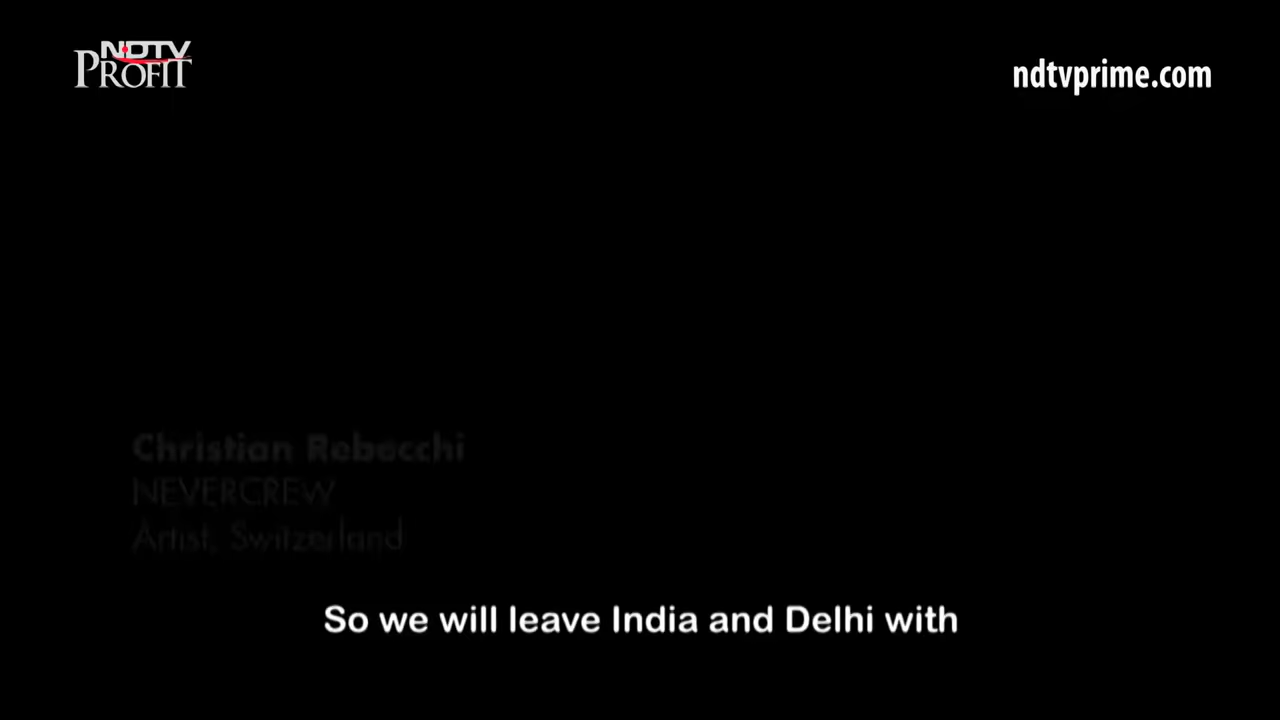 NDTV
PROFIT
ndtvprime.com
Christian Rebecchi
NEVERCREW
Artist, Switzerland
So we will leave India and Delhi with